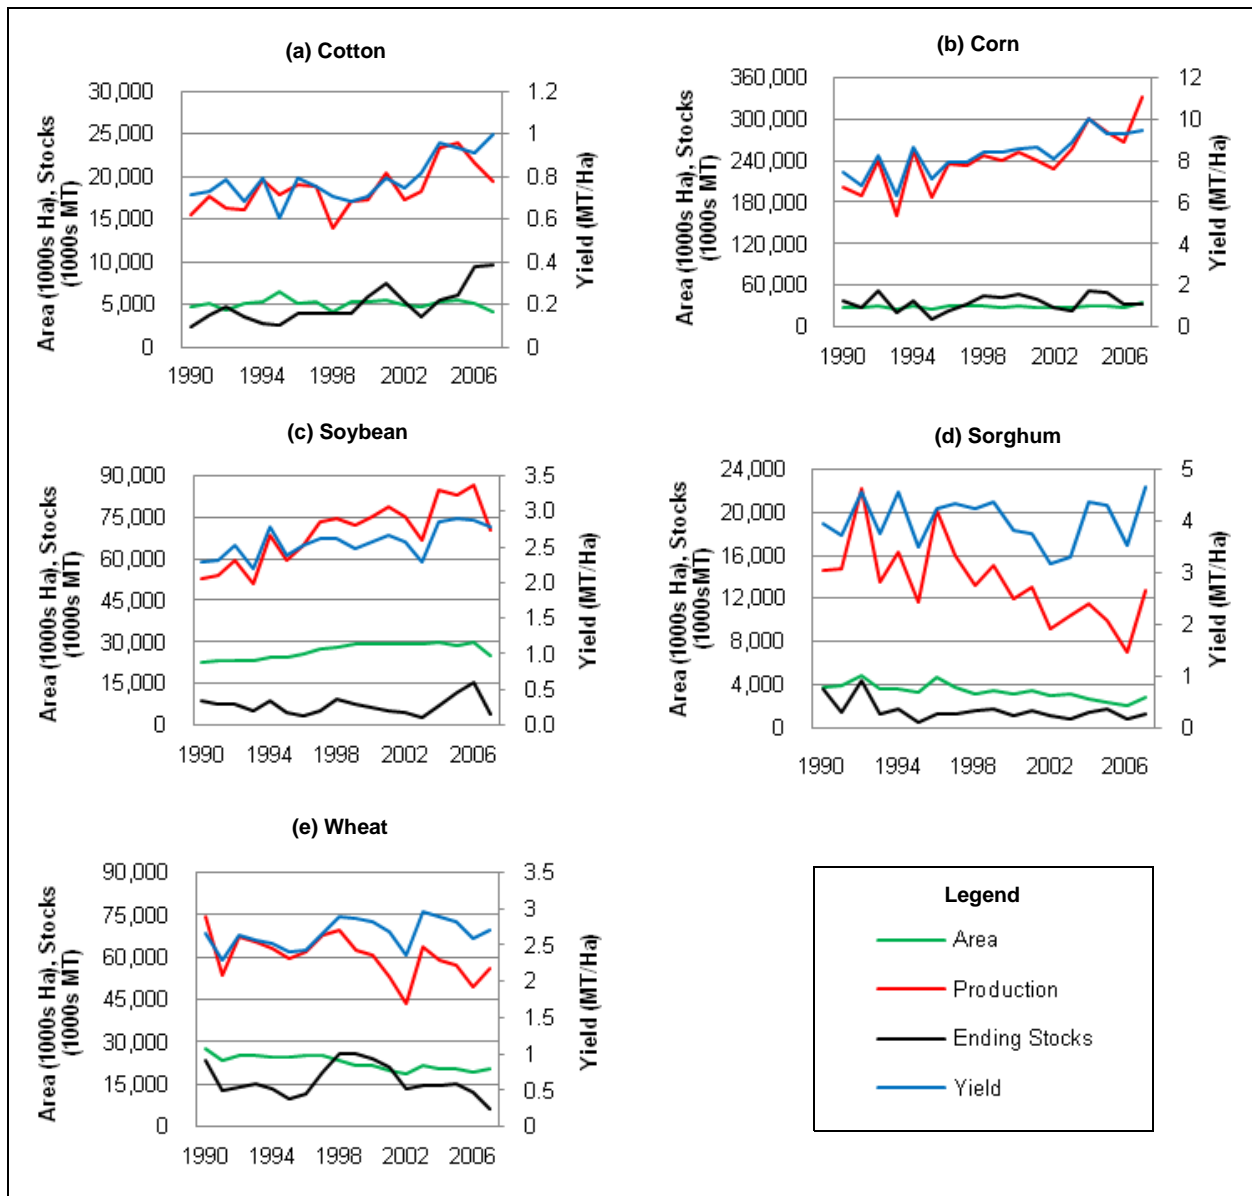 (a) Cotton
30,000
25,000
20,000
15,000
10,000
5,000
0
Area (1000s Ha), Stocks
(1000s MT)
1.2
1
0.8
0.6
0.4
0.2
0
Yield (MT/Ha)
1990 1994 1998 2002 2006
(b) Corn
360,000
300,000
240,000
180,000
120,000
60,000
0
Area (1000s Ha), Stocks
(1000s MT)
12
10
8
6
4
2
0
Yield (MT/Ha)
1990 1994 1998 2002 2006
(c) Soybean
90,000
75,000
60,000
45,000
30,000
15,000
0
Area (1000s Ha), Stocks
(1000s MT)
3.5
3.0
2.5
2.0
1.5
1.0
0.5
0.0
Yield (MT/Ha)
1990 1994 1998 2002 2006
(d) Sorghum
24,000
20,000
16,000
12,000
8,000
4,000
0
Area (1000s Ha), Stocks
(1000sMT)
5
4
3
2
1
0
Yield (MT/Ha)
1990 1994 1998 2002 2006
(e) Wheat
90,000
75,000
60,000
45,000
30,000
15,000
0
Area (1000s Ha), Stocks
(1000s MT)
3.5
3
2.5
2
1.5
1
0.5
0
Yield (MT/Ha)
1990 1994 1998 2002 2006
Legend
Area
Production
Ending Stocks
Yield